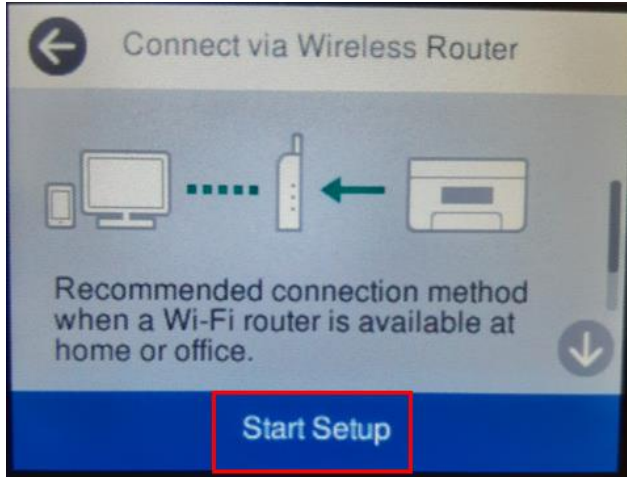 Connect via Wireless Router
Recommended connection method
when a Wi-Fi router is available at
home or office.
Start Setup